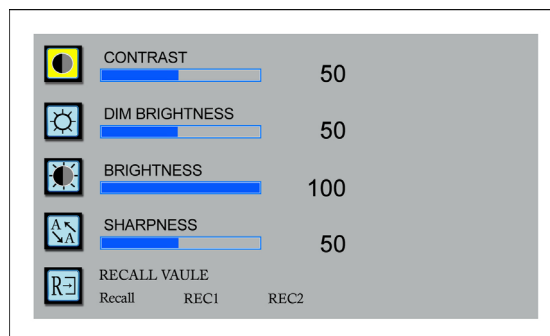 CONTRAST
50
DIM BRIGHTNESS
50
BRIGHTNESS
100
A
A
SHARPNESS
50
R
RECALL VAULE
Recall REC1 REC2